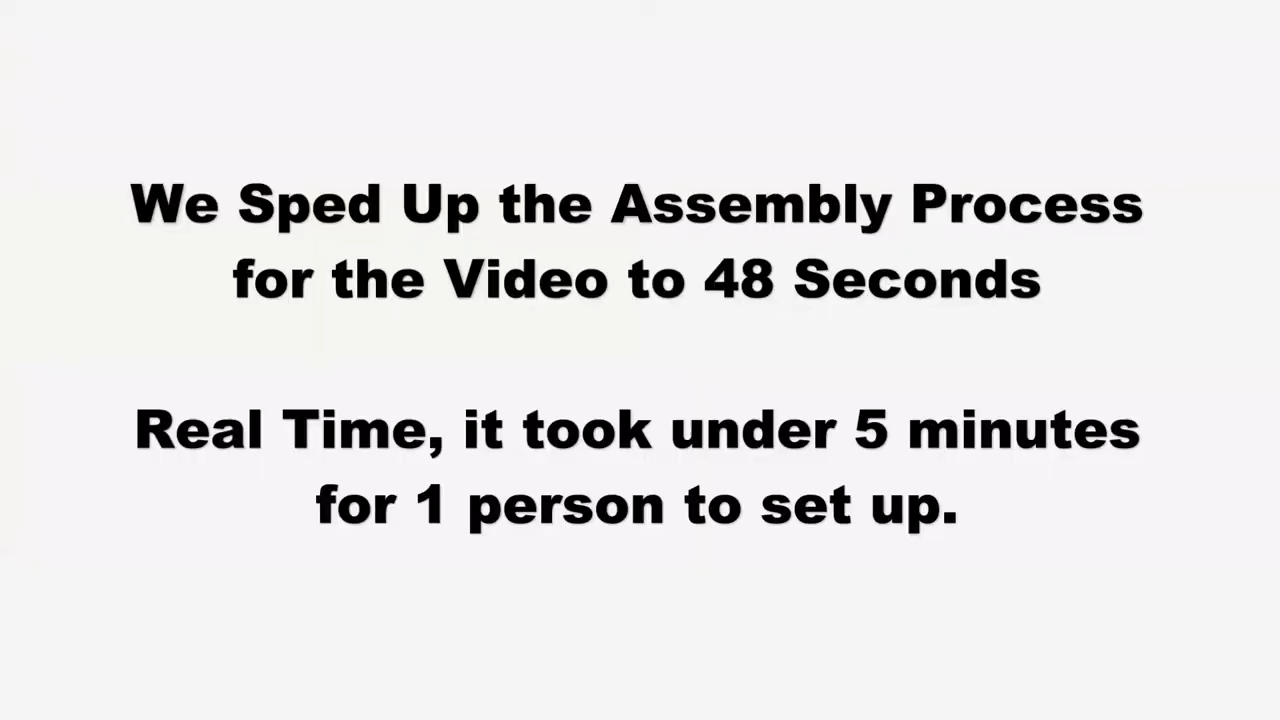 We Sped Up the Assembly Process
for the Video to 48 Seconds
Real Time, it took under 5 minutes
for 1 person to set up.